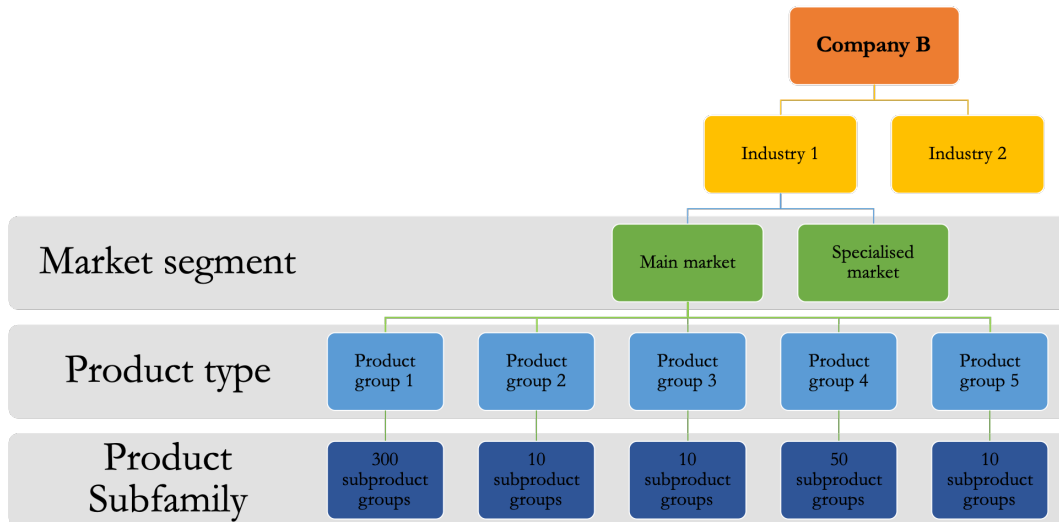 Company B
Industry 1
Industry 2
Market segment
Main market
Specialised
market
Product type
Product
group 1
Product
group 2
Product
group 3
Product
group 4
Product
group 5
Product
Subfamily
300
subproduct
groups
10
subproduct
groups
10
subproduct
groups
50
subproduct
groups
10
subproduct
groups